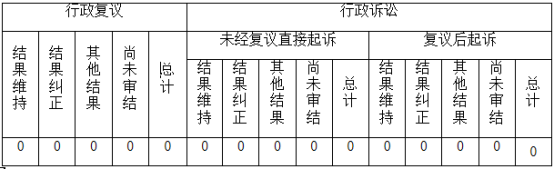 行政复议 行政诉讼
未经复议直接起诉 复议后起诉
结果维持 结果纠正 其他结果 尚未审结 总计 结果维持 结果纠正 其他结果 尚未审结 总计 结果维持 结果纠正 其他结果 尚未审结 总计
0 0 0 0 0 0 0 0 0 0 0 0 0 0 0